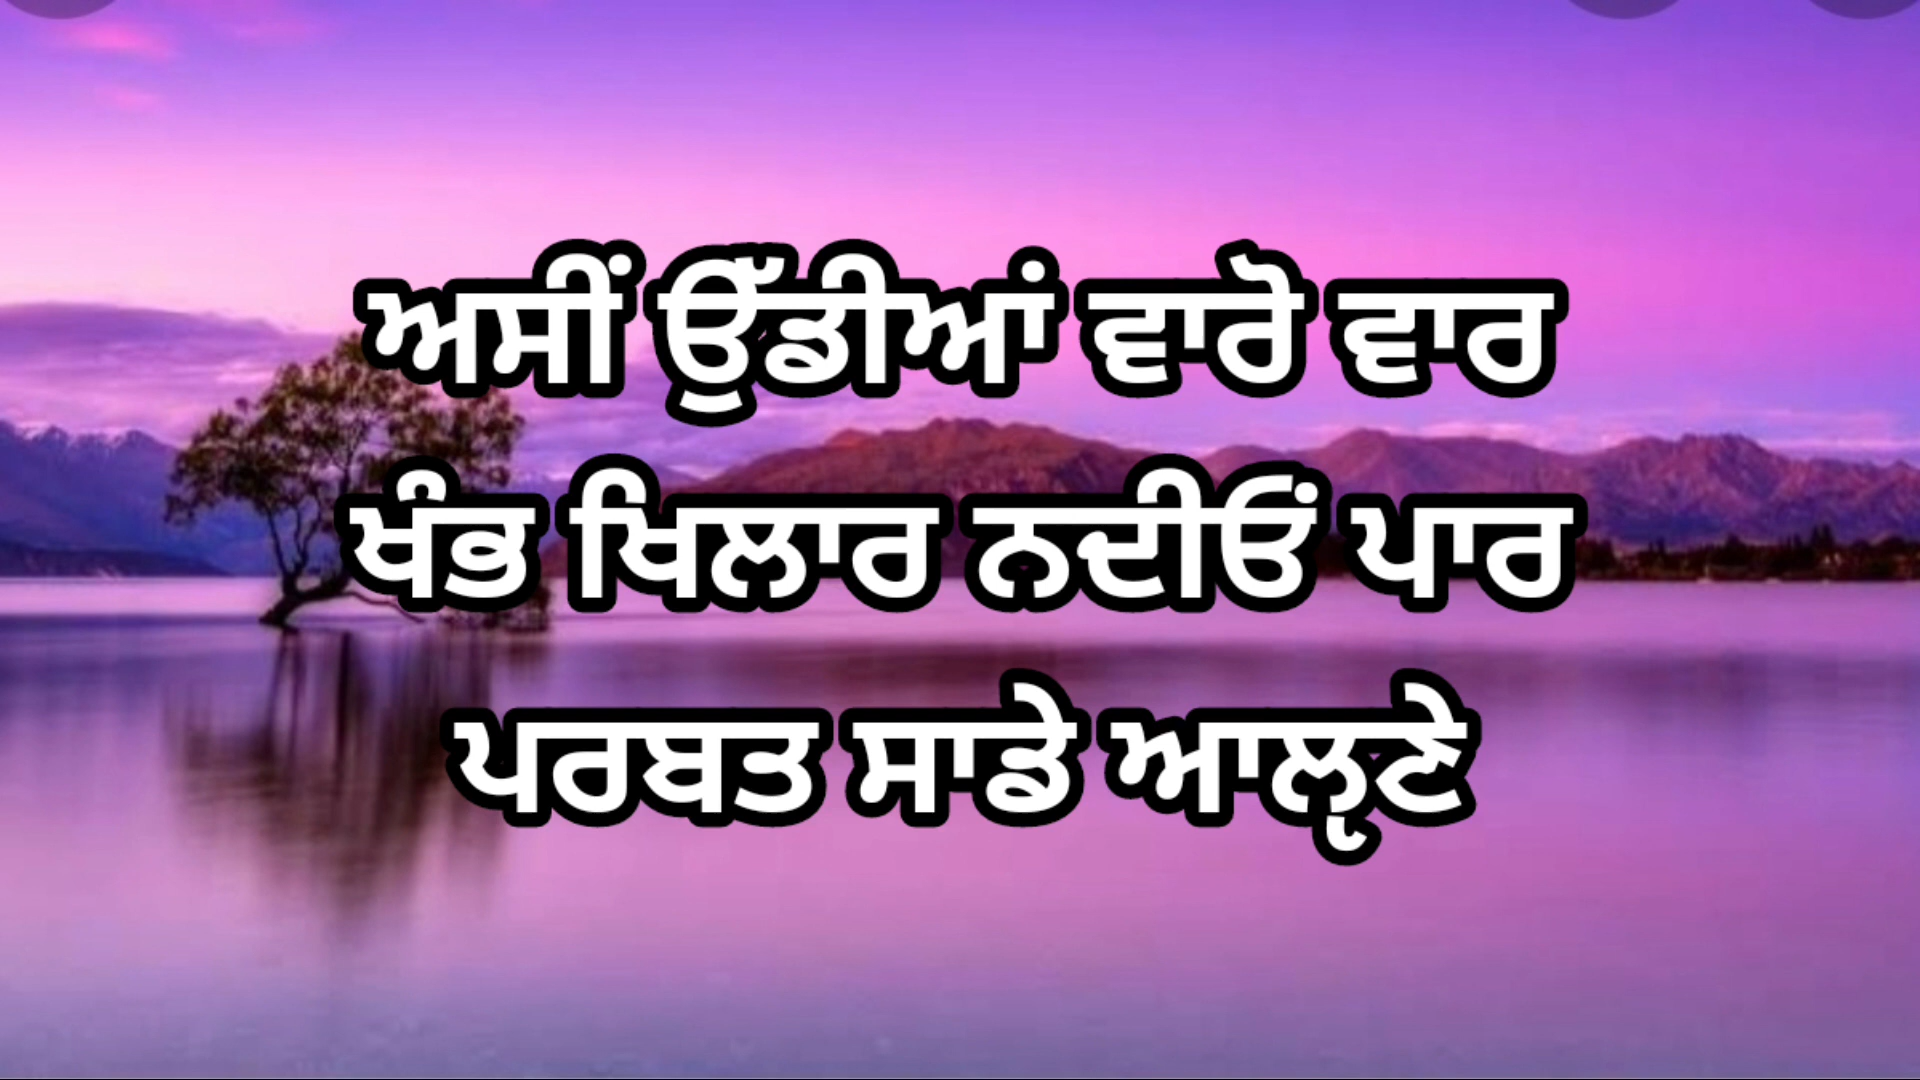 ਅਸੀਂ ਉੱਡੀਆਂ ਵਾਰੋ ਵਾਰ
ਖੰਭ ਖਿਲਾਰ ਨਦੀਓਂ ਪਾਰ
ਪਰਬਤ ਸਾਡੇ ਆਲ੍ਹਣੇ